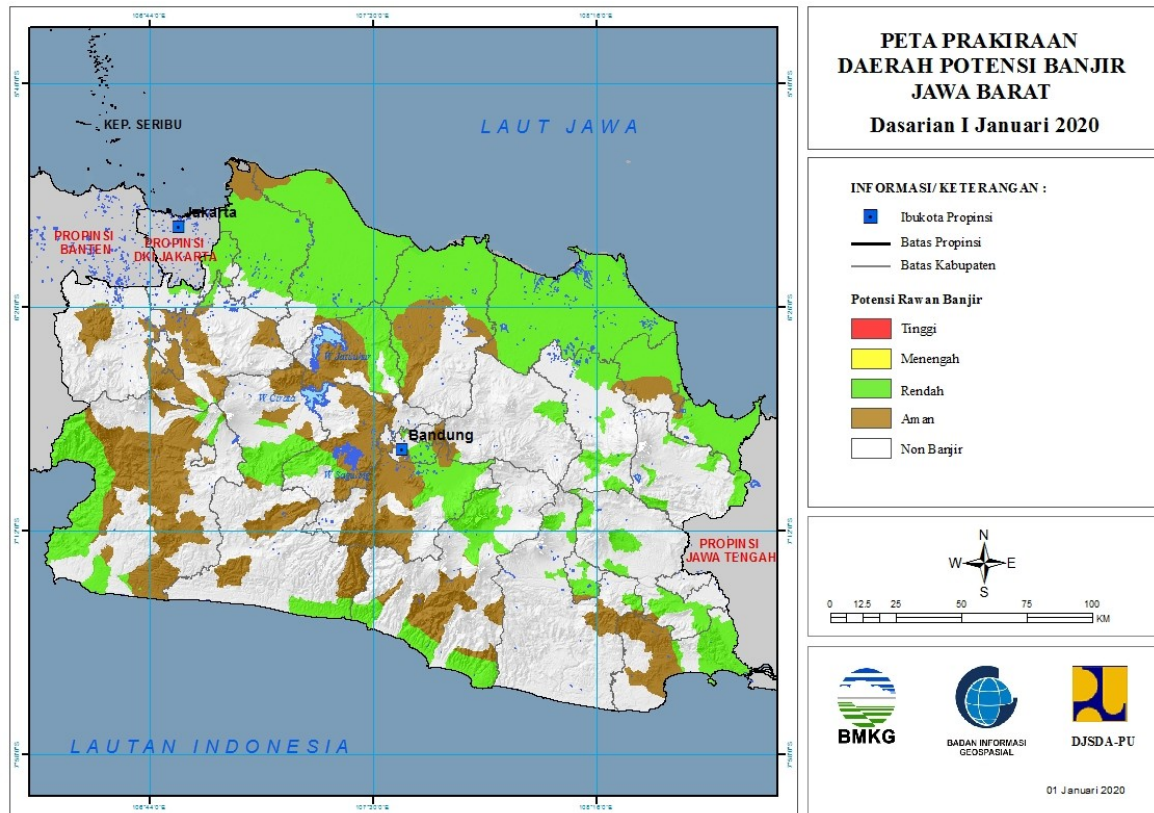 PETA PRAKIRAAN
DAERAH POTENSI BANJIR
JAWA BARAT
Dasarian I Januari 2020
INFORMASI/ KETERANGAN :
Ibukota Propinsi
Batas Propinsi
Batas Kabupaten
Potensi Rawan Banjir
Tinggi
Menengah
Rendah
Aman
Non Banjir
N
W E
S
0 12.5 25 50 75 100
KM
BMKG
BADAN INFORMASI
GEOSPASIAL
DJSDA-PU
01 Januari 2020
KEP. SERIBU
LAUT JAWA
Jakarta
PROPINSI
BANTEN
PROPINSI
DKI JAKARTA
W Cirata
Bandung
PROPINSI
JAWA TENGAH
LAUTAN INDONESIA